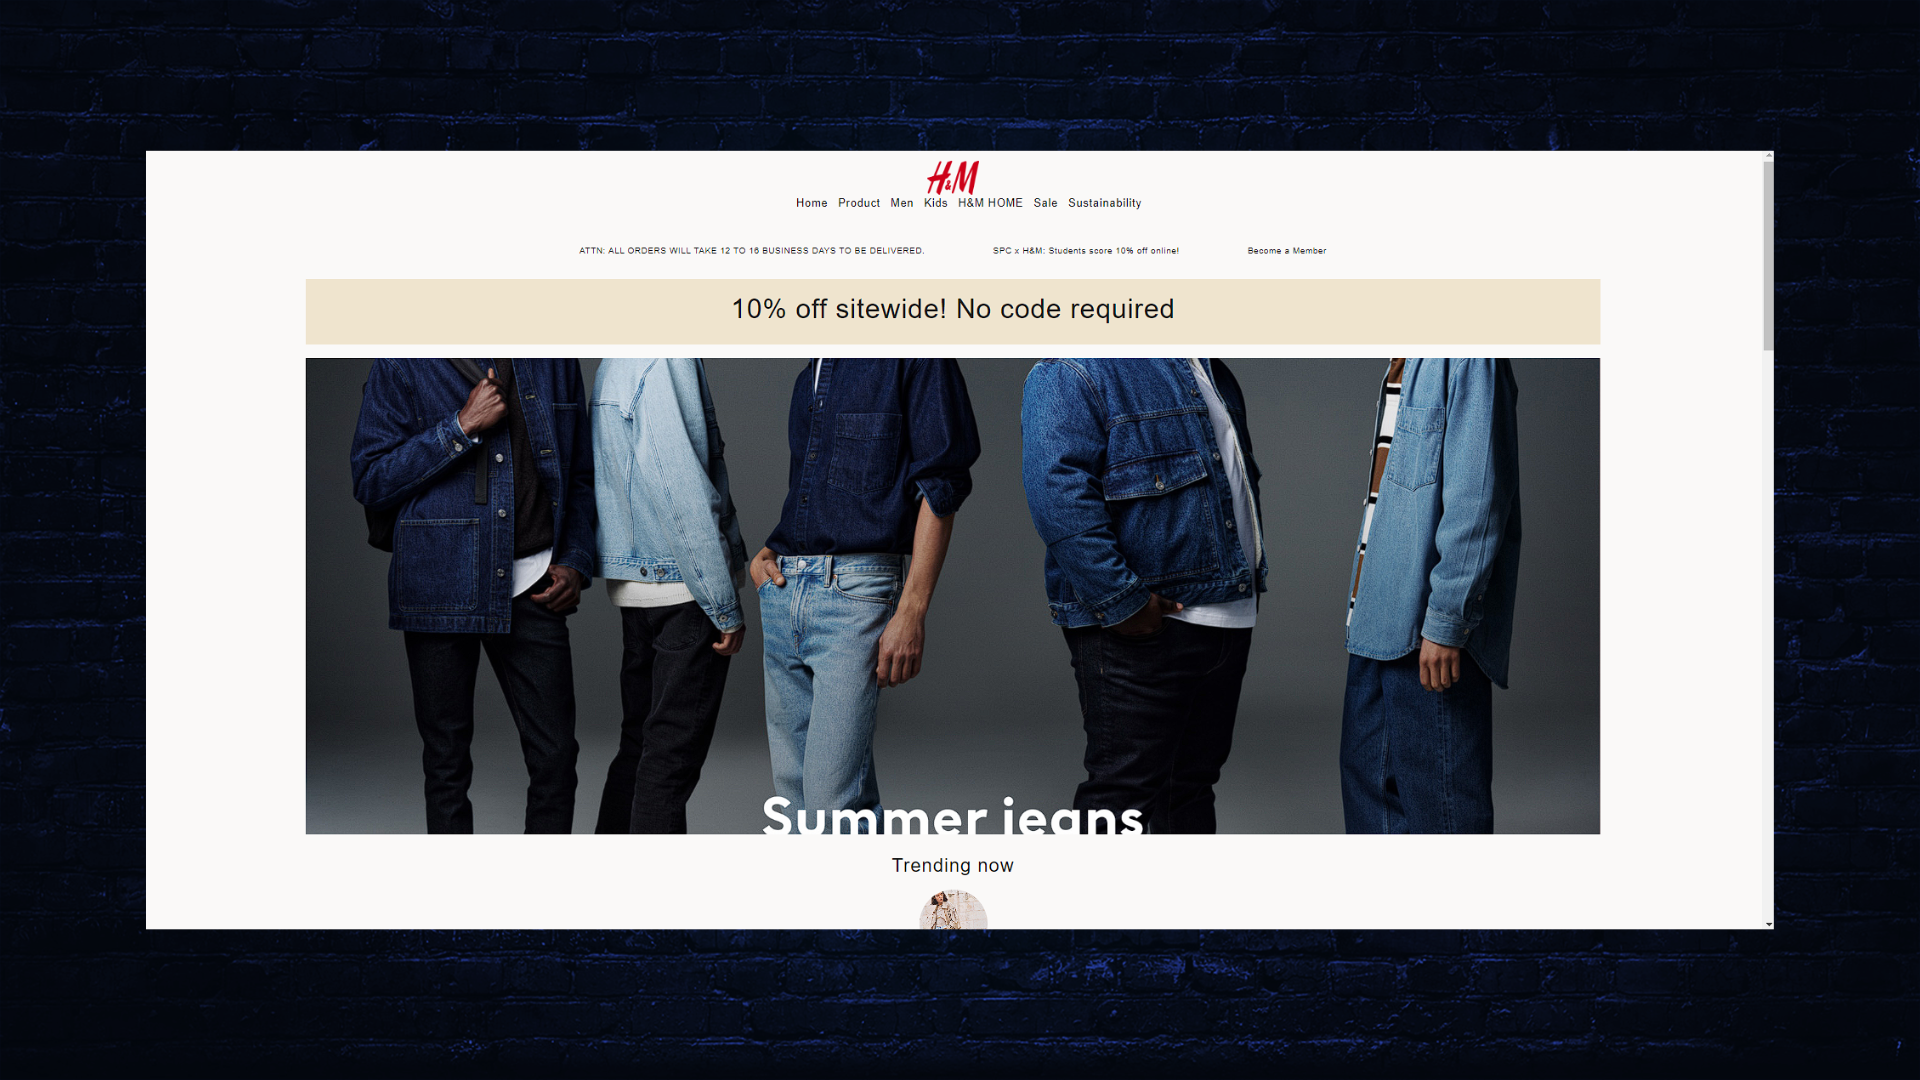 H&M
Home Product Men Kids H&M HOME Sale Sustainability
ATTN: ALL ORDERS WILL TAKE 12 TO 16 BUSINESS DAYS TO BE DELIVERED. SPC x H&M: Students score 10% off online! Become a Member
10% off sitewide! No code required
Summer jeans
Trending now